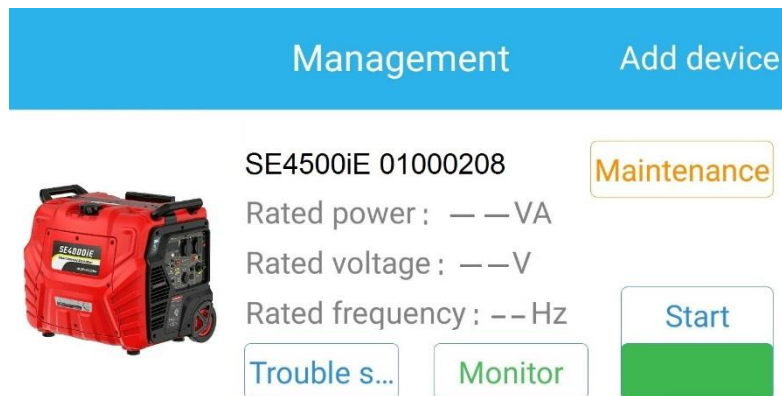 Management
Add device
SE4500iE 01000208
Maintenance
Rated power : ——VA
Rated voltage : ——V
Rated frequency : −−Hz
Start
Trouble s...
Monitor
SE4000iE